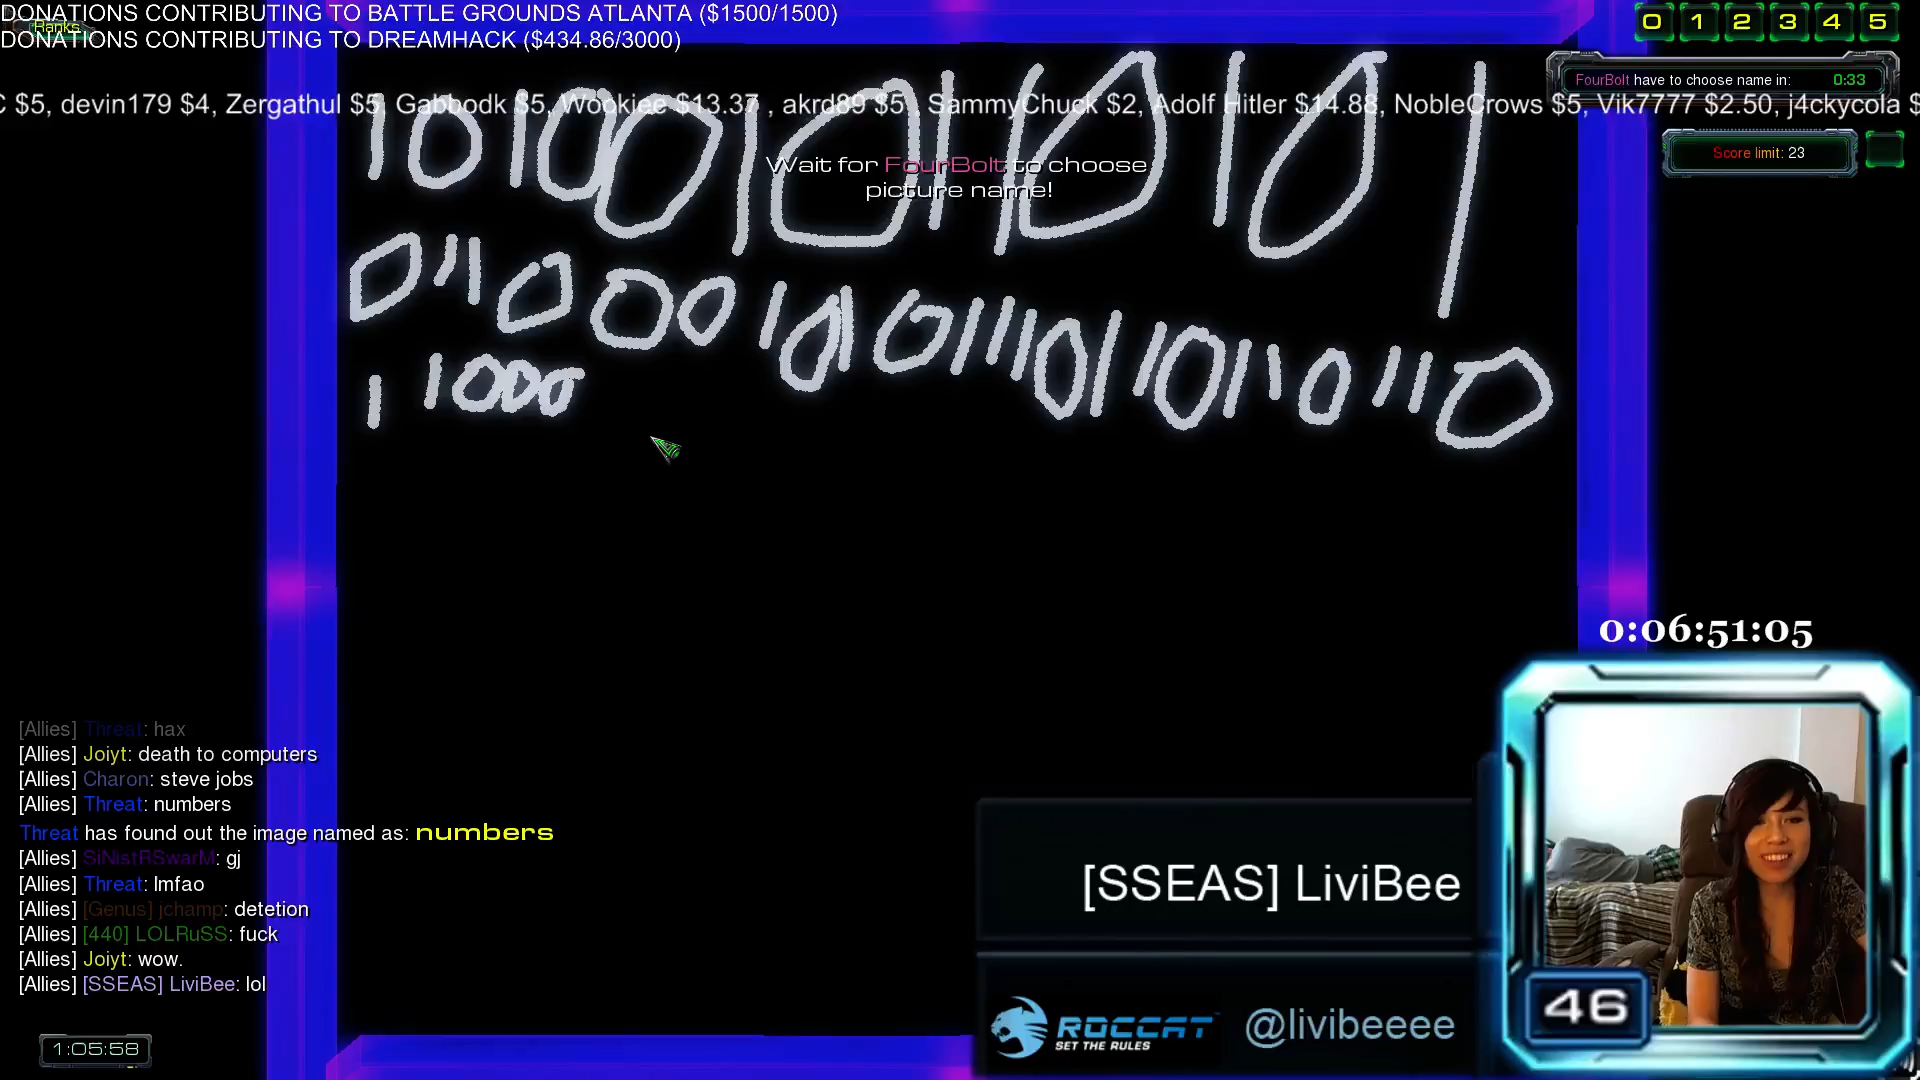 DONATIONS CONTRIBUTING TO BATTLE GROUNDS ATLANTA ($1500/1500)
Ranks
DONATIONS CONTRIBUTING TO DREAMHACK ($434.86/3000)
0 1 2 3 4 5
FourBolt have to choose name in: 0:33
C $5, devin179 $4, Zergathul $5, Gabbodk $5, Wookiee $13.37 , akrd89 $5 , SammyChuck $2, Adolf Hitler $14.88, NobleCrows $5, Vik7777 $2.50, j4ckycola $
Score limit: 23
Wait for FourBolt to choose
picture name!
1010010101101
0110001010111011011011110
11000
0:06:51:05
[Allies] Threat: hax
[Allies] Joiyt: death to computers
[Allies] Charon: steve jobs
[Allies] Threat: numbers
Threat has found out the image named as: numbers
[Allies] SiNistRSwarM: gj
[Allies] Threat: lmfao
[Allies] [Genus] jchamp: detetion
[Allies] [440] LOLRuSS: fuck
[Allies] Joiyt: wow.
[Allies] [SSEAS] LiviBee: lol
1:05:58
[SSEAS] LiviBee
ROCCAT
SET THE RULES
@livibeeee
46